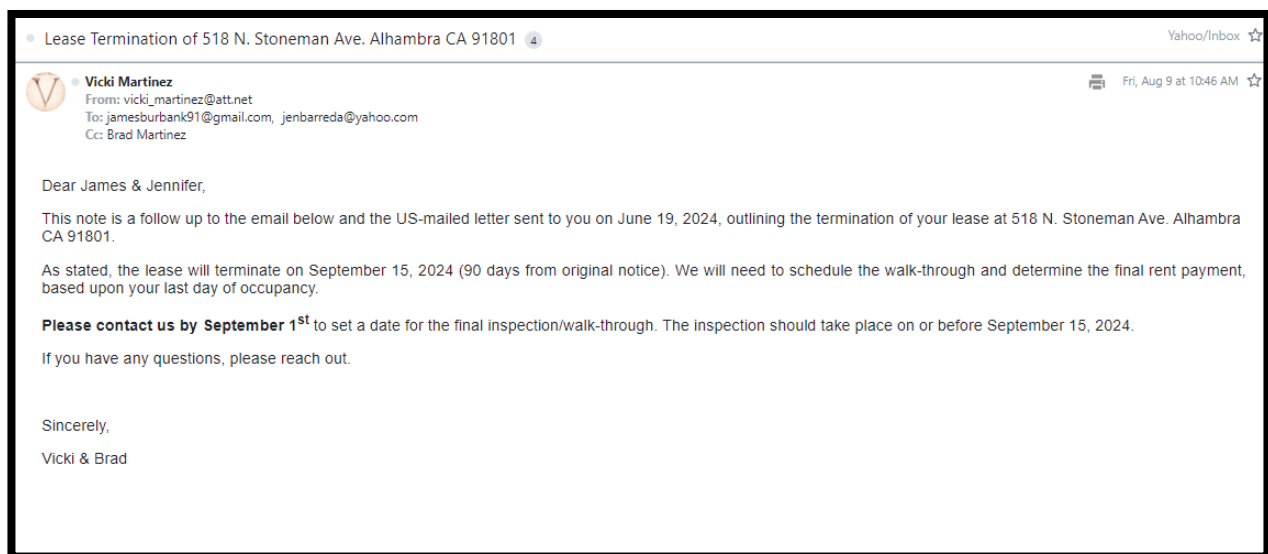 Lease Termination of 518 N. Stoneman Ave. Alhambra CA 91801 4
Yahoo/Inbox
V
Vicki Martinez
Fri, Aug 9 at 10:46 AM
From: vicki_martinez@att.net
To: jamesburbank91@gmail.com, jenbarreda@yahoo.com
Cc: Brad Martinez
Dear James & Jennifer,
This note is a follow up to the email below and the US-mailed letter sent to you on June 19, 2024, outlining the termination of your lease at 518 N. Stoneman Ave. Alhambra
CA 91801.
As stated, the lease will terminate on September 15, 2024 (90 days from original notice). We will need to schedule the walk-through and determine the final rent payment,
based upon your last day of occupancy.
Please contact us by September 1st to set a date for the final inspection/walk-through. The inspection should take place on or before September 15, 2024.
If you have any questions, please reach out.
Sincerely,
Vicki & Brad